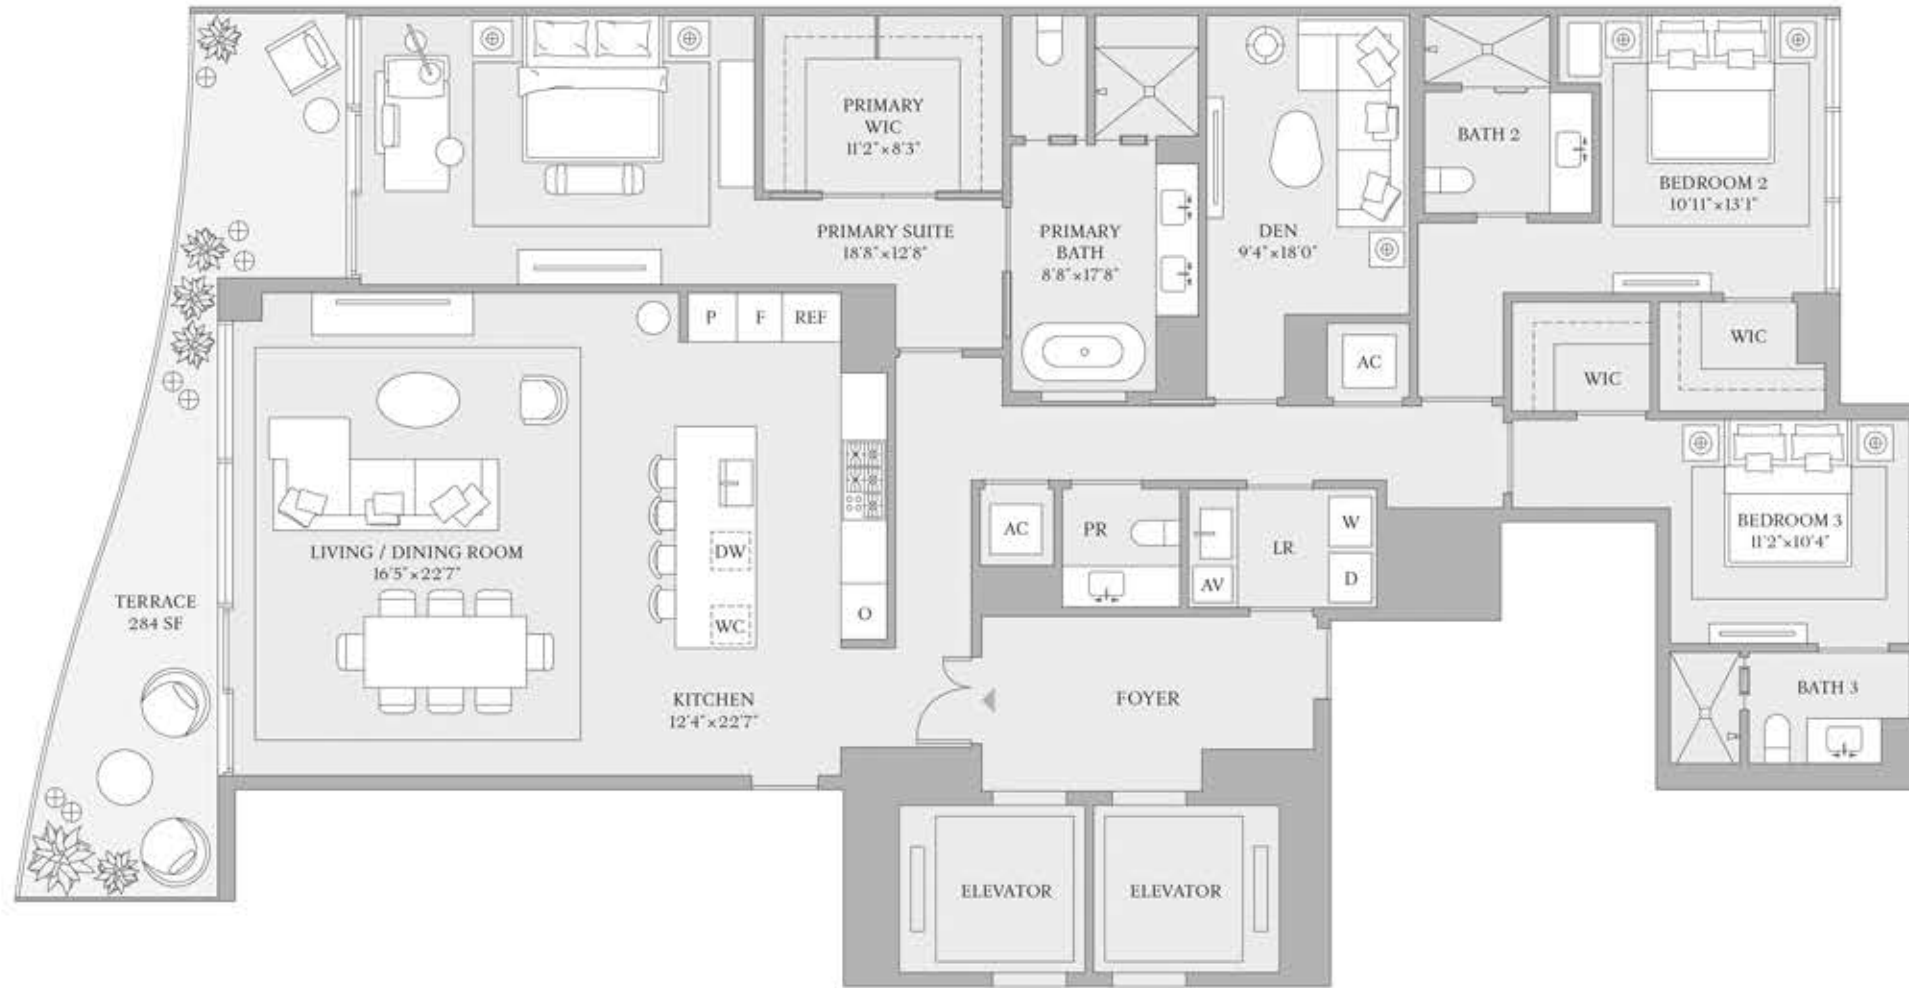 PRIMARY
WIC
11'2"×8'3"
BATH 2
BEDROOM 2
10'11"×13'1"
PRIMARY SUITE
18'8"×12'8"
PRIMARY
BATH
8'8"×17'8"
DEN
9'4"×18'0"
P
F
REF
AC
WIC
WIC
LIVING / DINING ROOM
16'5"×22'7"
DW
WC
O
AC
PR
AV
LR
W
D
BEDROOM 3
11'2"×10'4"
TERRACE
284 SF
KITCHEN
12'4"×22'7"
FOYER
BATH 3
ELEVATOR
ELEVATOR